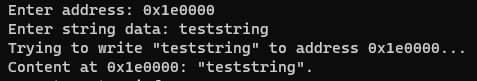 Enter address: 0x1e0000
Enter string data: teststring
Trying to write "teststring" to address 0x1e0000...
Content at 0x1e0000: "teststring".